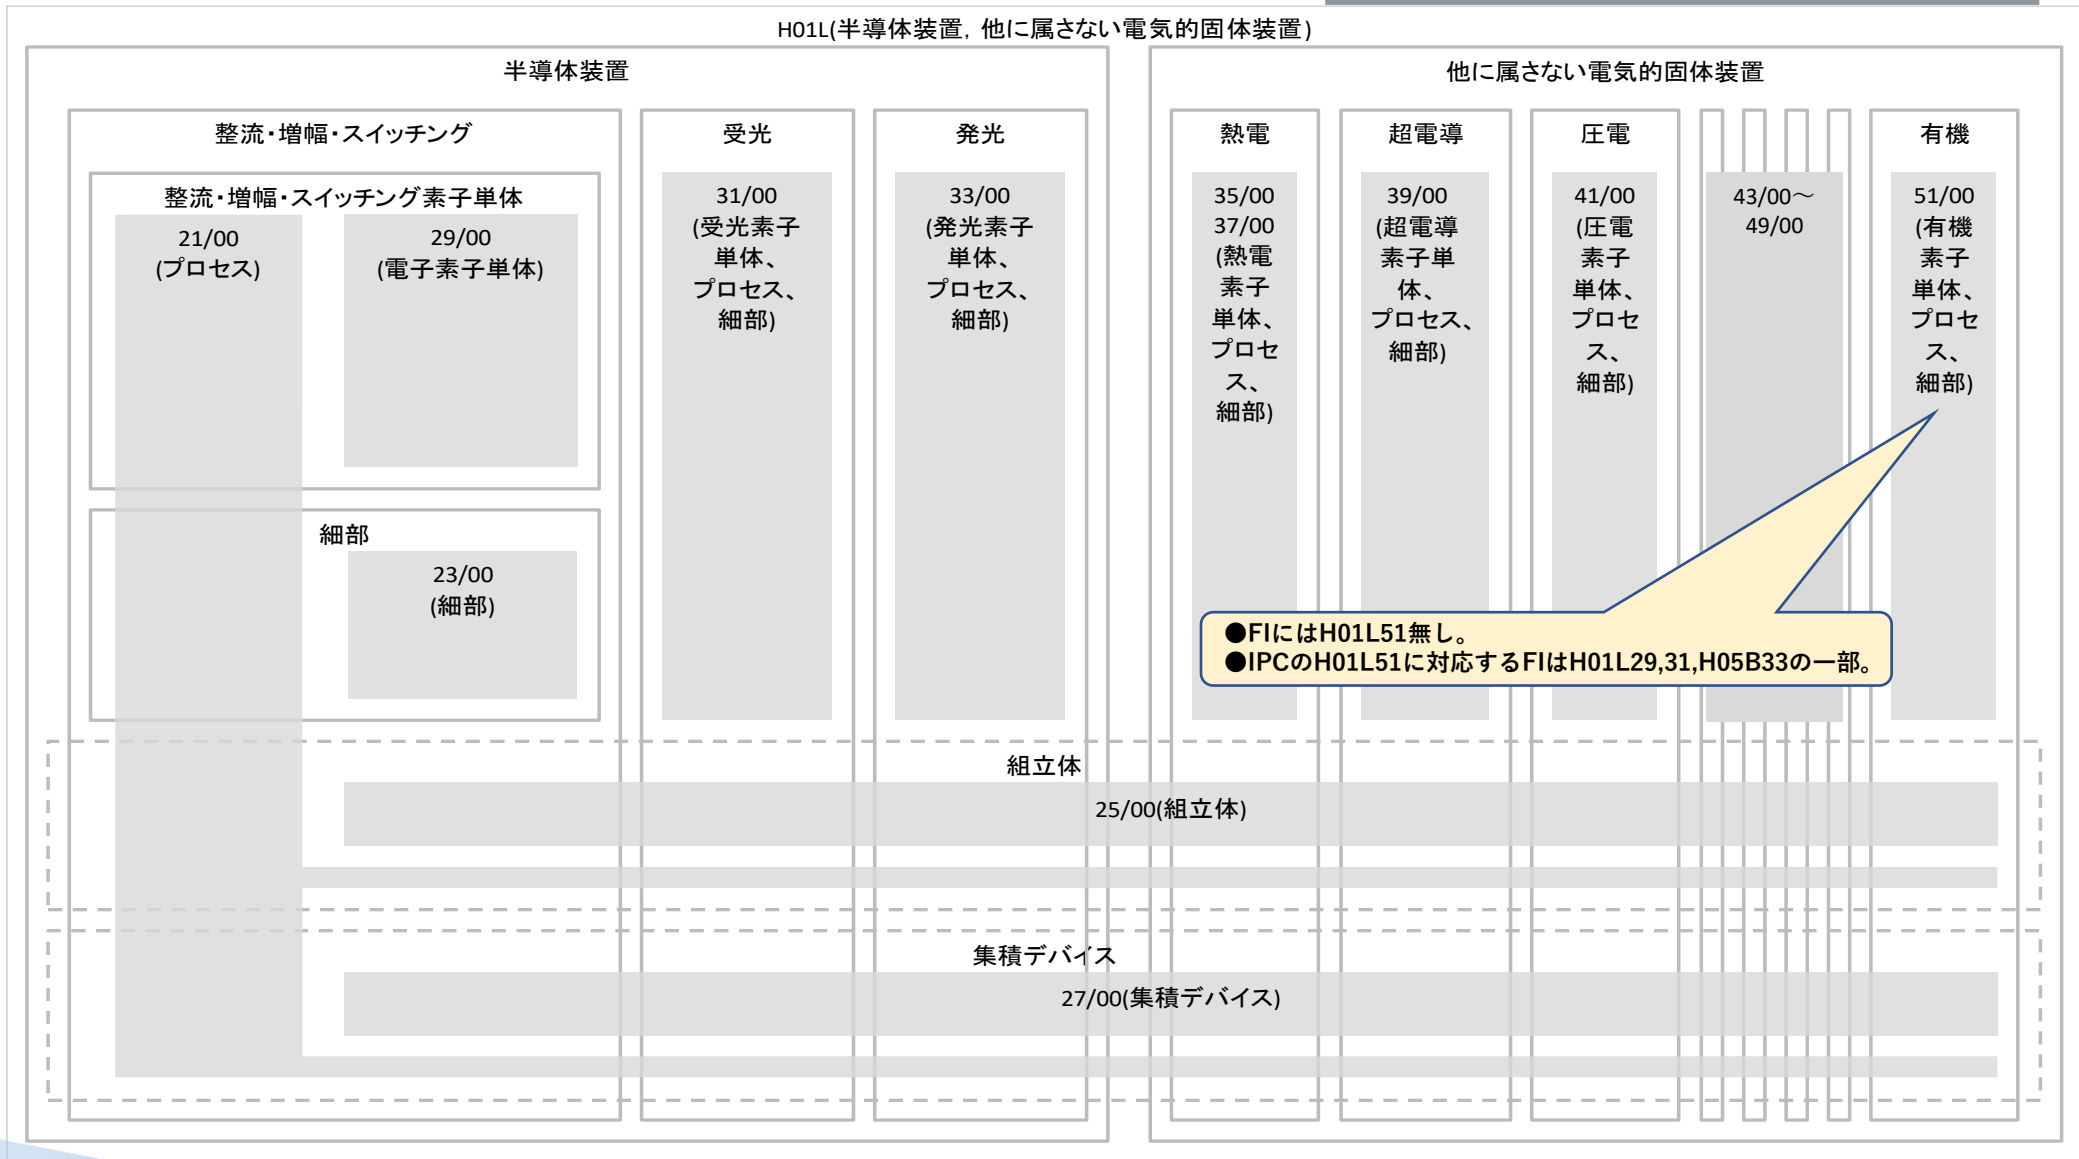 H01L(半導体装置，他に属さない電気的固体装置)
半導体装置
他に属さない電気的固体装置
整流・増幅・スイッチング
受光
発光
熱電
超電導
圧電
有機
整流・増幅・スイッチング素子単体
21/00
(プロセス)
29/00
(電子素子単体)
31/00
(受光素子
単体、
プロセス、
細部)
33/00
(発光素子
単体、
プロセス、
細部)
35/00
37/00
(熱電
素子
単体、
プロセ
ス、
細部)
39/00
(超電導
素子単
体、
プロセス、
細部)
41/00
(圧電
素子
単体、
プロセ
ス、
細部)
43/00～
49/00
51/00
(有機
素子
単体、
プロセ
ス、
細部)
細部
23/00
(細部)
●FIにはH01L51無し。
●IPCのH01L51に対応するFIはH01L29,31,H05B33の一部。
組立体
25/00(組立体)
集積デバイス
27/00(集積デバイス)